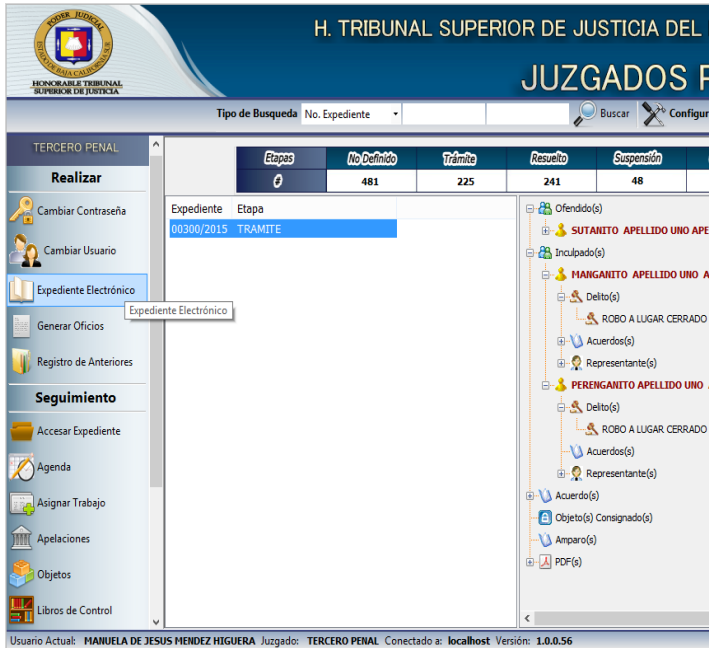 PODER JUDICIAL
ESTADO DE BAJA CALIFORNIA SUR
HONORABLE TRIBUNAL
SUPERIOR DE JUSTICIA
H. TRIBUNAL SUPERIOR DE JUSTICIA DEL
JUZGADOS P
Tipo de Busqueda No. Expediente Buscar Configur
TERCERO PENAL
Realizar
Cambiar Contraseña
Cambiar Usuario
Expediente Electrónico
Expediente Electrónico
Generar Oficios
Registro de Anteriores
Seguimiento
Accesar Expediente
Agenda
Asignar Trabajo
Apelaciones
Objetos
Libros de Control
Etapas No Definido Trámite Resuelto Suspensión
# 481 225 241 48
Expediente Etapa
00300/2015 TRAMITE
Ofendido(s)
SUTANITO APELLIDO UNO APE
Inculpado(s)
MANGANITO APELLIDO UNO A
Delito(s)
ROBO A LUGAR CERRADO
Acuerdos(s)
Representante(s)
PERENGANITO APELLIDO UNO
Delito(s)
ROBO A LUGAR CERRADO
Acuerdos(s)
Representante(s)
Acuerdo(s)
Objeto(s) Consignado(s)
Amparo(s)
PDF(s)
Usuario Actual: MANUELA DE JESUS MENDEZ HIGUERA Juzgado: TERCERO PENAL Conectado a: localhost Versión: 1.0.0.56